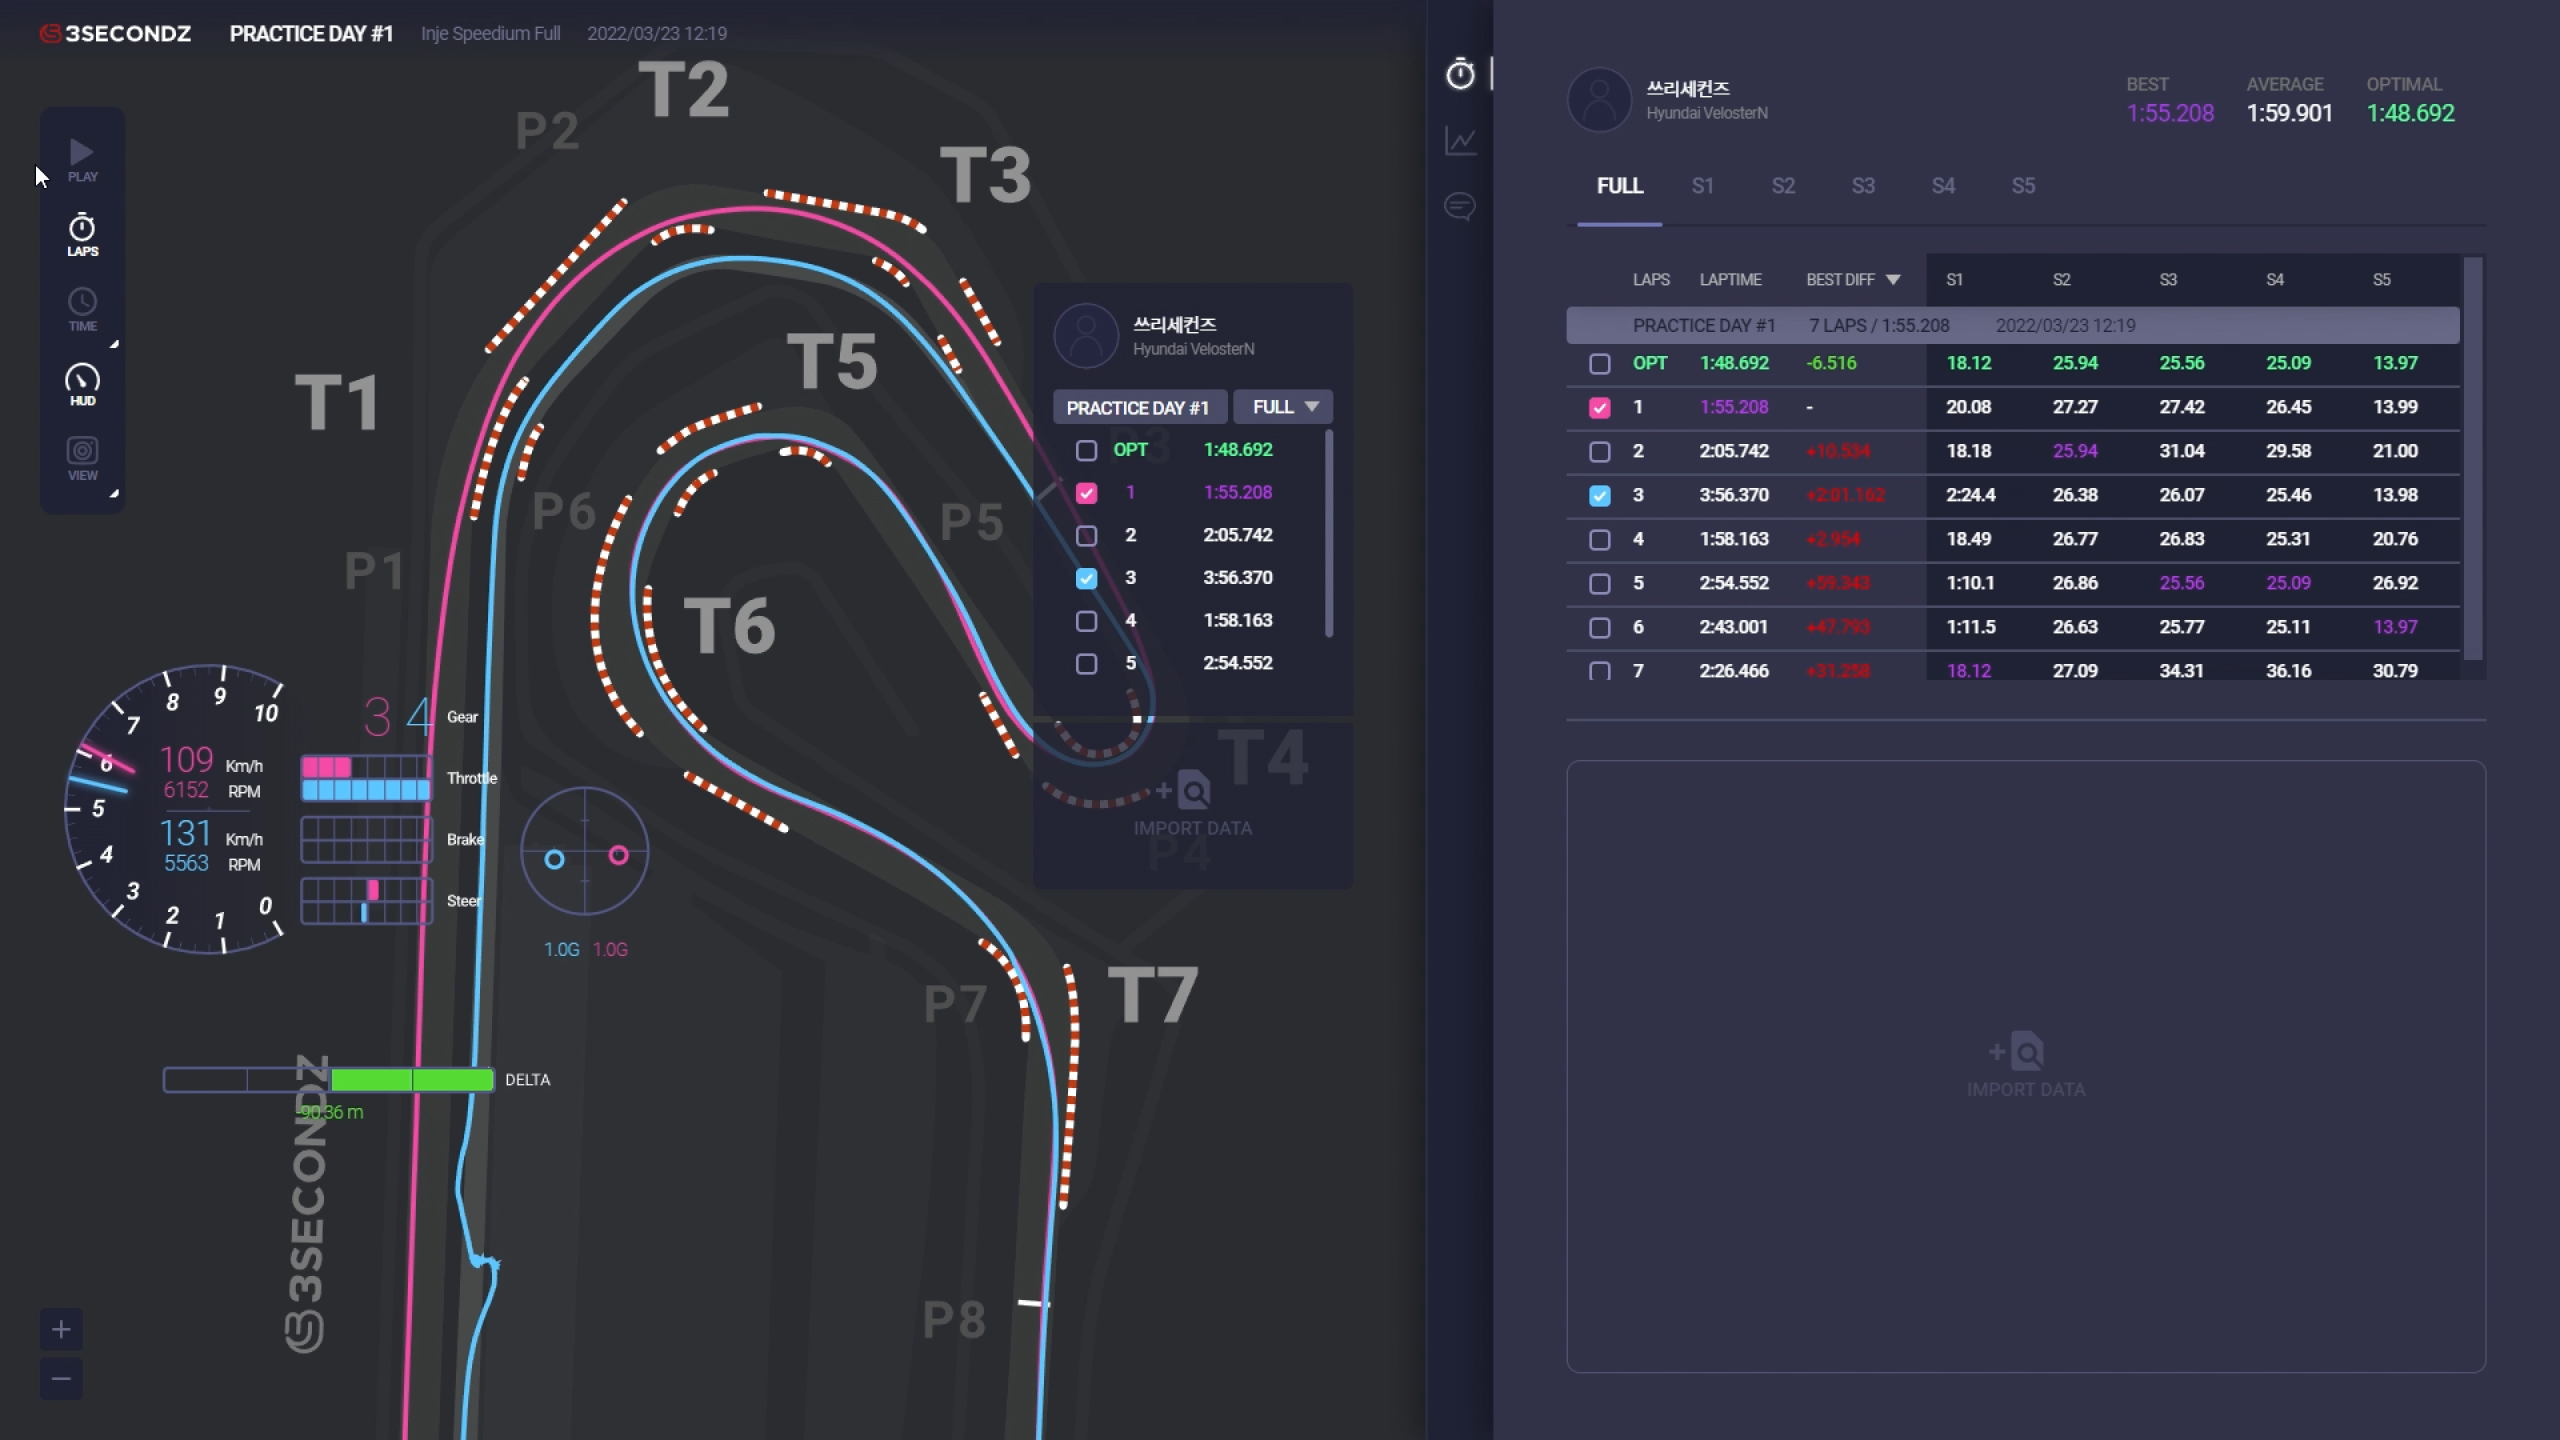 3SECONDZ PRACTICE DAY #1 Inje Speedium Full 2022/03/23 12:19
PLAY
LAPS
TIME
HUD
VIEW
T1
T2
T3
T5
T6
T4
T7
P1
P2
P3
P6
P5
P4
P7
P8
3SECONDZ
10
9
8
7
6
5
4
3
2
1
0
109 Km/h
6152 RPM
131 Km/h
5563 RPM
3 4 Gear
Throttle
Brake
Steer
1.0G 1.0G
DELTA
-90.36 m
+
−
쓰리세컨즈
Hyundai VelosterN
PRACTICE DAY #1 FULL
OPT 1:48.692
1 1:55.208
2 2:05.742
3 3:56.370
4 1:58.163
5 2:54.552
+
IMPORT DATA
쓰리세컨즈
Hyundai VelosterN
BEST AVERAGE OPTIMAL
1:55.208 1:59.901 1:48.692
FULL S1 S2 S3 S4 S5
LAPS LAPTIME BEST DIFF S1 S2 S3 S4 S5
PRACTICE DAY #1 7 LAPS / 1:55.208 2022/03/23 12:19
OPT 1:48.692 -6.516 18.12 25.94 25.56 25.09 13.97
1 1:55.208 - 20.08 27.27 27.42 26.45 13.99
2 2:05.742 +10.534 18.18 25.94 31.04 29.58 21.00
3 3:56.370 +2:01.162 2:24.4 26.38 26.07 25.46 13.98
4 1:58.163 +2.954 18.49 26.77 26.83 25.31 20.76
5 2:54.552 +59.343 1:10.1 26.86 25.56 25.09 26.92
6 2:43.001 +47.793 1:11.5 26.63 25.77 25.11 13.97
7 2:26.466 +31.258 18.12 27.09 34.31 36.16 30.79
+
IMPORT DATA